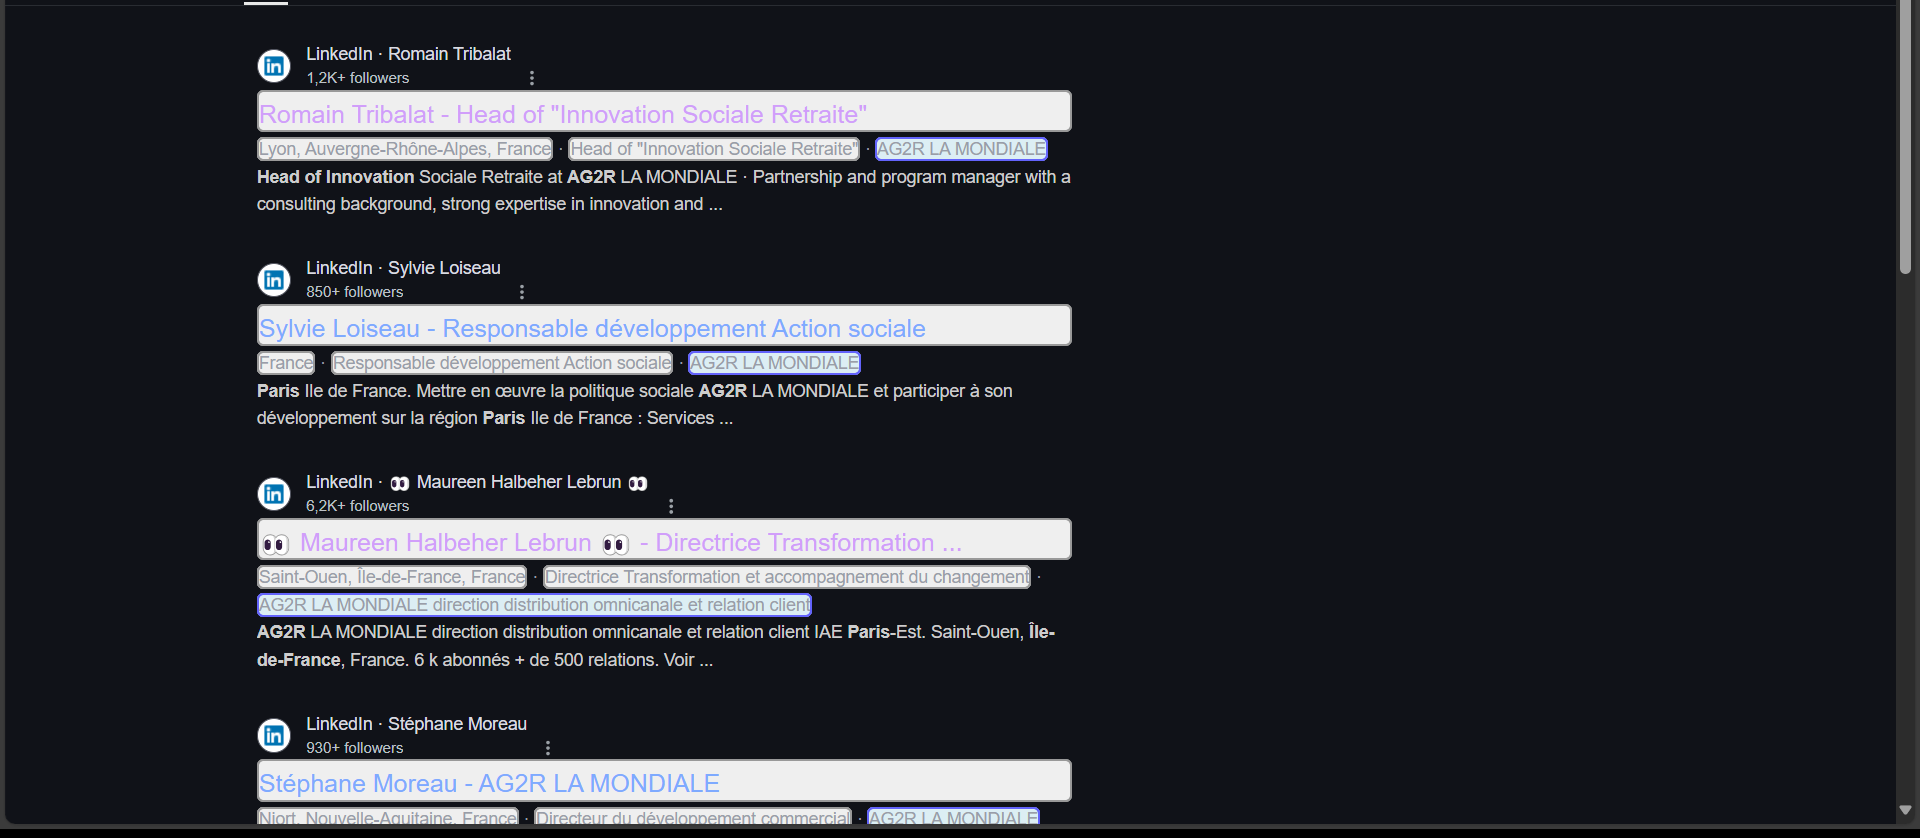 LinkedIn · Romain Tribalat
1,2K+ followers
Romain Tribalat - Head of "Innovation Sociale Retraite"
Lyon, Auvergne-Rhône-Alpes, France · Head of "Innovation Sociale Retraite" · AG2R LA MONDIALE
Head of Innovation Sociale Retraite at AG2R LA MONDIALE · Partnership and program manager with a
consulting background, strong expertise in innovation and ...
LinkedIn · Sylvie Loiseau
850+ followers
Sylvie Loiseau - Responsable développement Action sociale
France · Responsable développement Action sociale · AG2R LA MONDIALE
Paris Ile de France. Mettre en œuvre la politique sociale AG2R LA MONDIALE et participer à son
développement sur la région Paris Ile de France : Services ...
LinkedIn · 👀 Maureen Halbeher Lebrun 👀
6,2K+ followers
👀 Maureen Halbeher Lebrun 👀 - Directrice Transformation ...
Saint-Ouen, Île-de-France, France · Directrice Transformation et accompagnement du changement ·
AG2R LA MONDIALE direction distribution omnicanale et relation client
AG2R LA MONDIALE direction distribution omnicanale et relation client IAE Paris-Est. Saint-Ouen, Île-
de-France, France. 6 k abonnés + de 500 relations. Voir ...
LinkedIn · Stéphane Moreau
930+ followers
Stéphane Moreau - AG2R LA MONDIALE
Niort, Nouvelle-Aquitaine, France · Directeur du développement commercial · AG2R LA MONDIALE